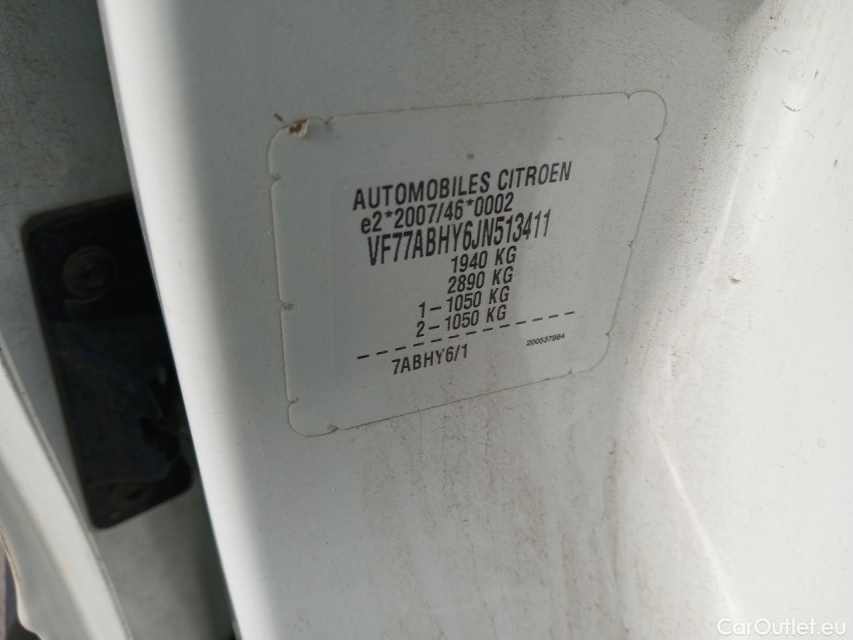 AUTOMOBILES CITROEN
e2*2007/46*0002
VF77ABHY6JN513411
1940 KG
2890 KG
1-1050 KG
2-1050 KG
7ABHY6/1
200537984
CarOutlet.eu